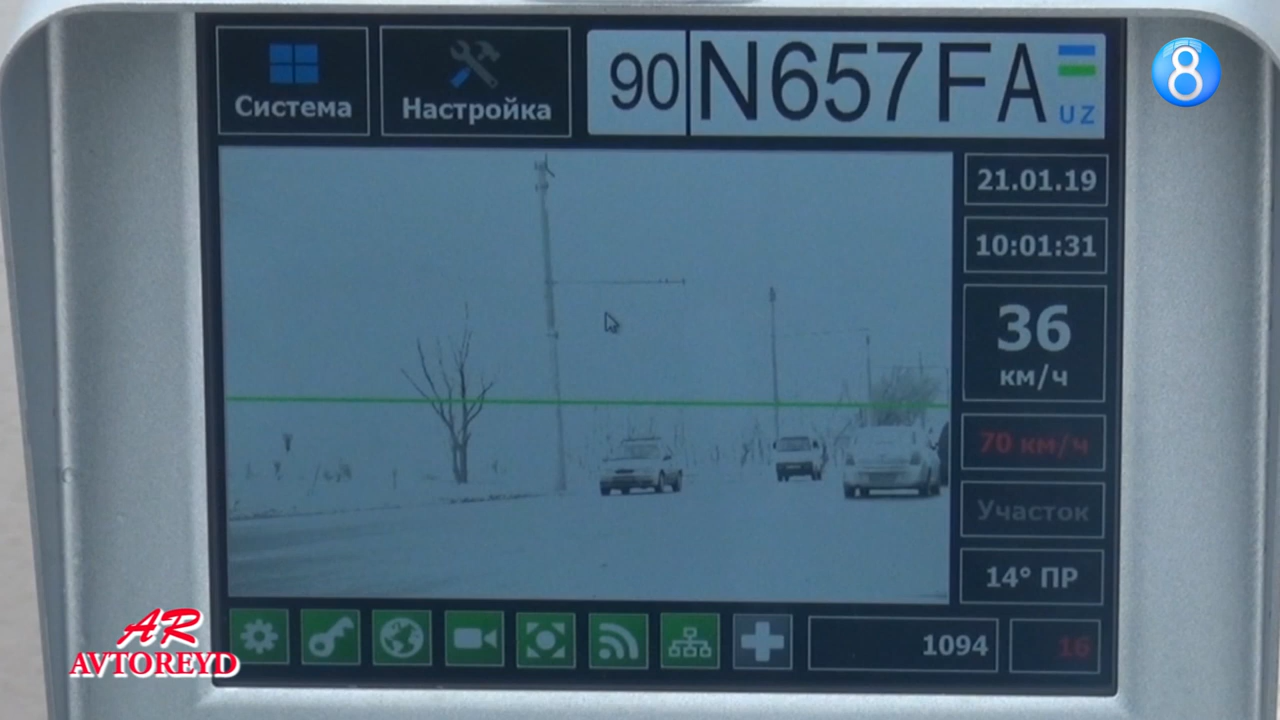 Система
Настройка
90 N657FA UZ
8
21.01.19
10:01:31
36
км/ч
70 км/ч
Участок
14° ПР
1094
16
AR
AVTOREYD